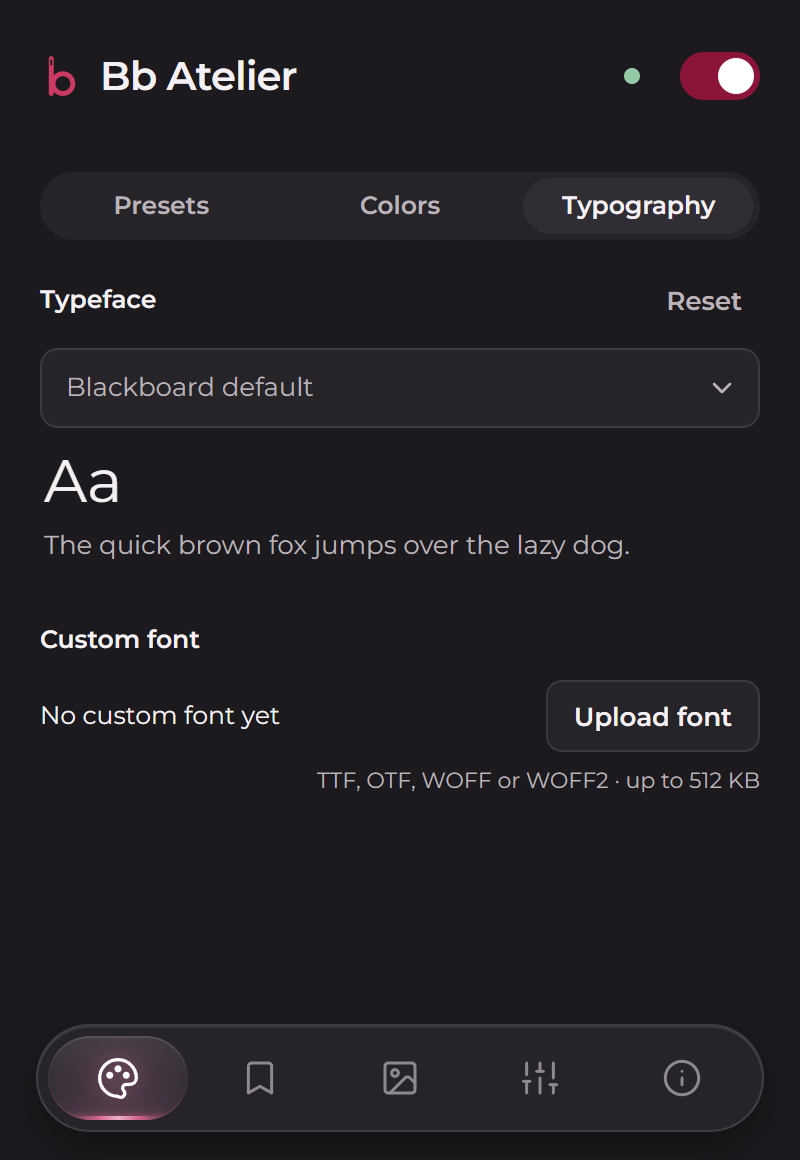 Bb Atelier
Presets Colors Typography
Typeface Reset
Blackboard default
Aa
The quick brown fox jumps over the lazy dog.
Custom font
No custom font yet Upload font
TTF, OTF, WOFF or WOFF2 · up to 512 KB